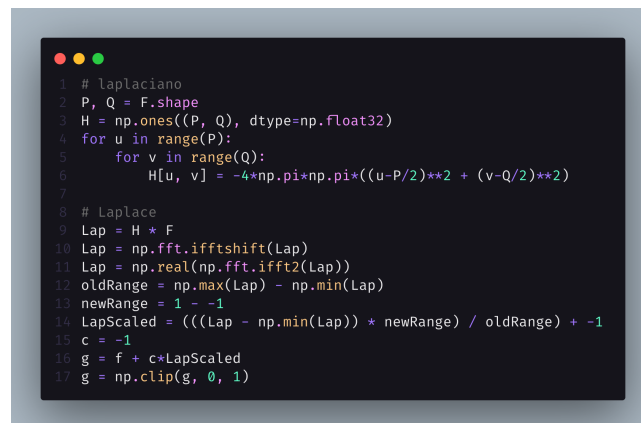 1 # laplaciano
2 P, Q = F.shape
3 H = np.ones((P, Q), dtype=np.float32)
4 for u in range(P):
5     for v in range(Q):
6         H[u, v] = -4*np.pi*np.pi*((u-P/2)**2 + (v-Q/2)**2)
7
8 # Laplace
9 Lap = H * F
10 Lap = np.fft.ifftshift(Lap)
11 Lap = np.real(np.fft.ifft2(Lap))
12 oldRange = np.max(Lap) - np.min(Lap)
13 newRange = 1 - -1
14 LapScaled = (((Lap - np.min(Lap)) * newRange) / oldRange) + -1
15 c = -1
16 g = f + c*LapScaled
17 g = np.clip(g, 0, 1)